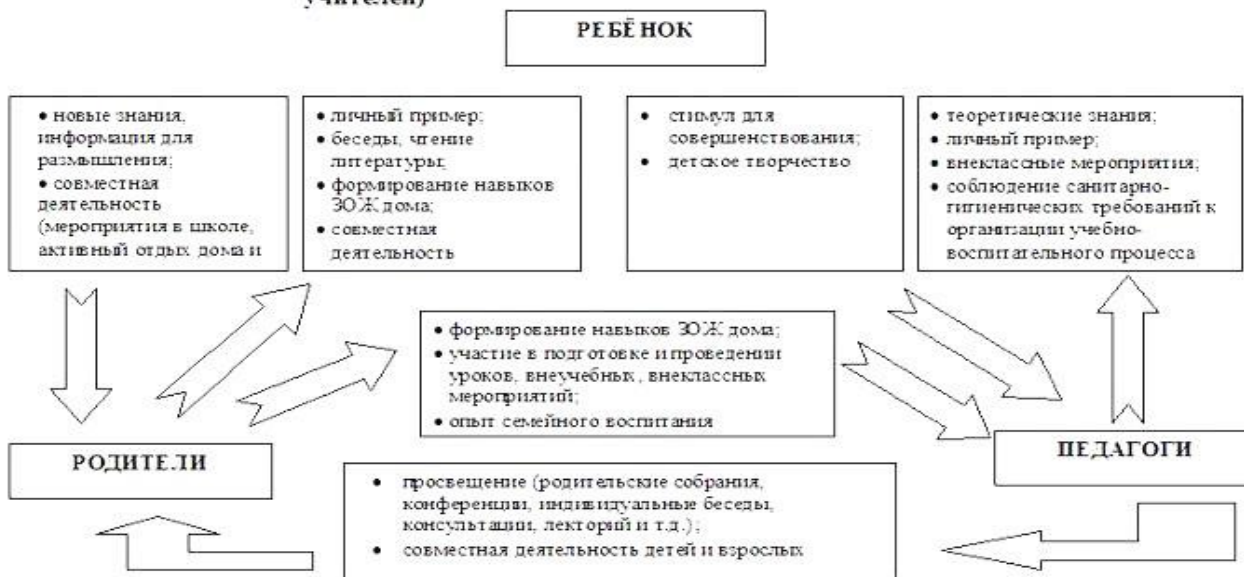 учителей)
РЕБЁНОК
• новые знания,
информация для
размышления;
• совместная
деятельность
(мероприятия в школе,
активный отдых дома и
• личный пример;
• беседы, чтение
литературы;
• формирование навыков
ЗОЖ дома;
• совместная
деятельность
• стимул для
совершенствования;
• детское творчество
• теоретические знания;
• личный пример;
• внеклассные мероприятия;
• соблюдение санитарно-
гигиенических требований к
организации учебно-
воспитательного процесса
• формирование навыков ЗОЖ дома;
• участие в подготовке и проведении
уроков, внеучебных, внеклассных
мероприятий;
• опыт семейного воспитания
РОДИТЕЛИ
ПЕДАГОГИ
• просвещение (родительские собрания,
конференции, индивидуальные беседы,
консультации, лекторий и т.д.);
• совместная деятельность детей и взрослых